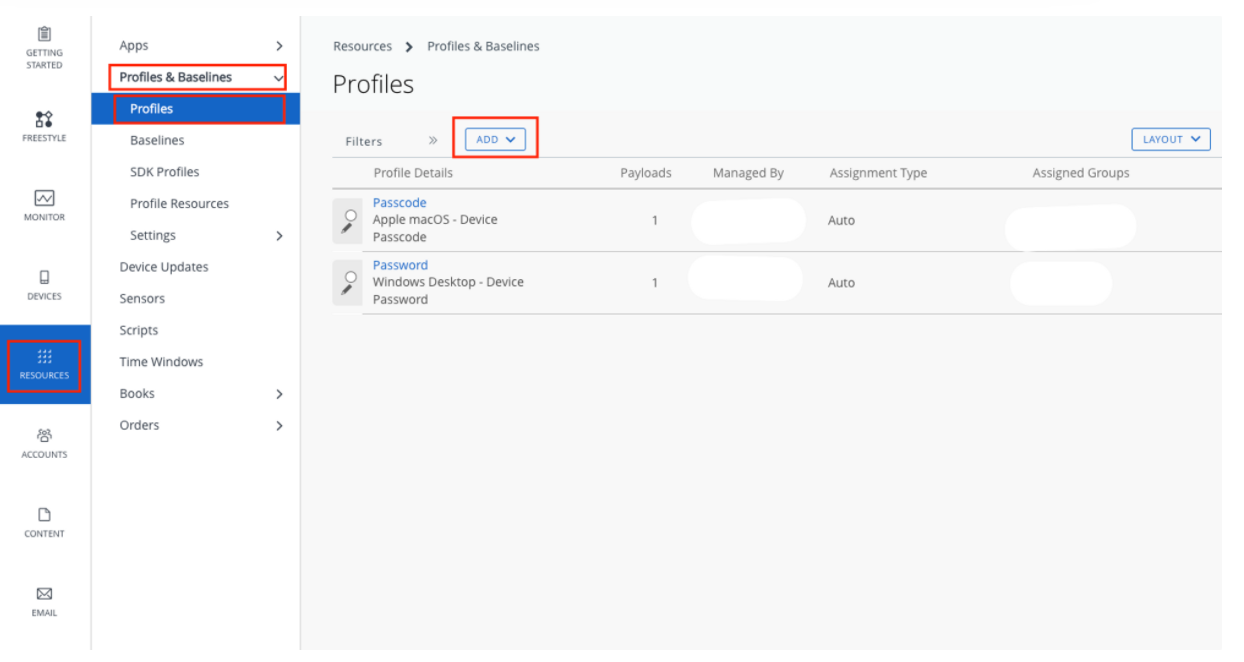 GETTING
STARTED
FREESTYLE
MONITOR
DEVICES
RESOURCES
ACCOUNTS
CONTENT
EMAIL
Apps
Profiles & Baselines
Profiles
Baselines
SDK Profiles
Profile Resources
Settings
Device Updates
Sensors
Scripts
Time Windows
Books
Orders
Resources Profiles & Baselines
Profiles
Filters » ADD LAYOUT
Profile Details Payloads Managed By Assignment Type Assigned Groups
Passcode
Apple macOS - Device 1 Auto
Passcode
Password
Windows Desktop - Device 1 Auto
Password